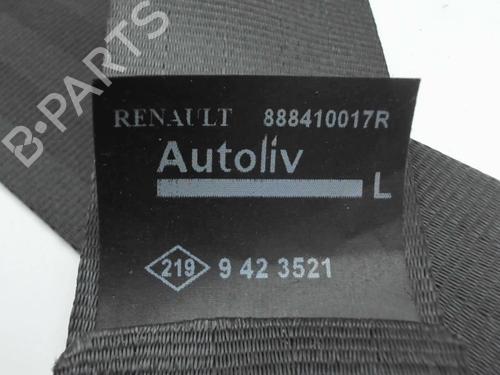 RENAULT 888410017R
Autoliv
L
219 9 42 3521
B·PARTS